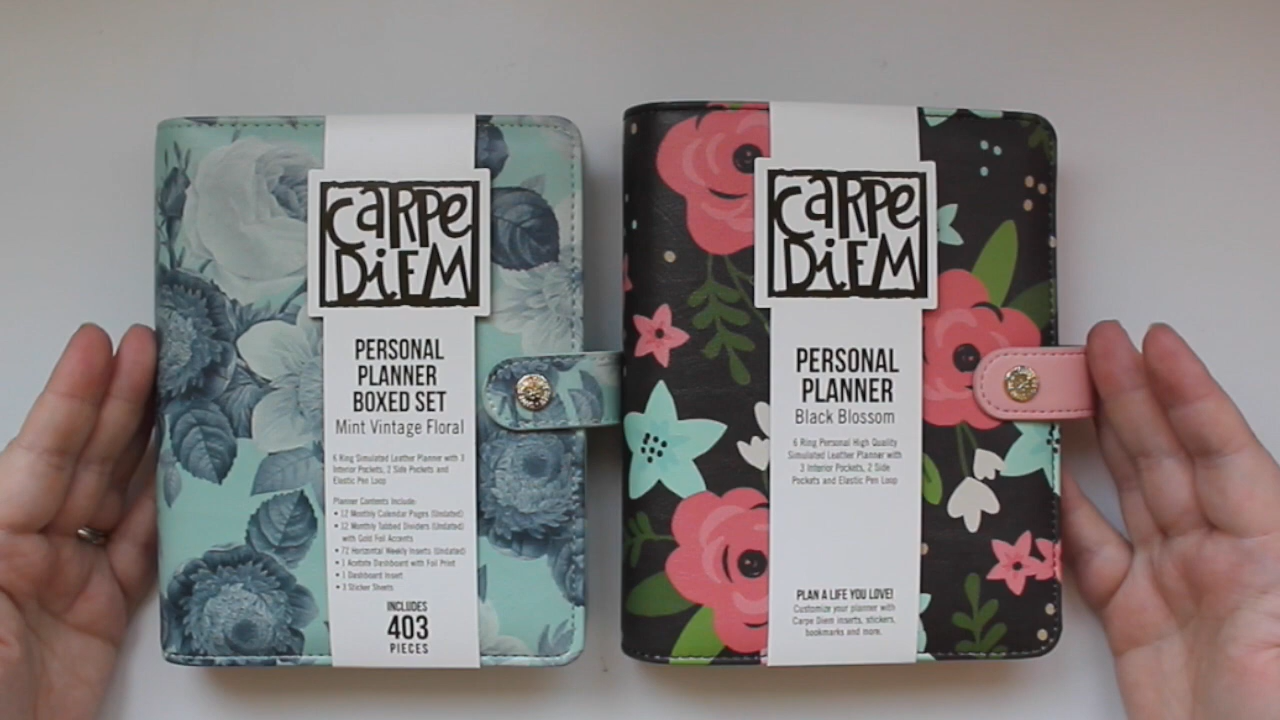 CARPE
DIEM
PERSONAL
PLANNER
BOXED SET
Mint Vintage Floral
6 Ring Simulated Leather Planner with 3
Interior Pockets, 2 Side Pockets and
Elastic Pen Loop
Planner Contents Include:
• 12 Monthly Calendar Pages (Undated)
• 12 Monthly Tabbed Dividers (Undated)
with Gold Foil Accents
• 72 Horizontal Weekly Inserts (Undated)
• 1 Acetate Dashboard with Foil Print
• 1 Dashboard Insert
• 3 Sticker Sheets
INCLUDES
403
PIECES
CARPE
DIEM
PERSONAL
PLANNER
Black Blossom
6 Ring Personal High Quality
Simulated Leather Planner with
3 Interior Pockets, 2 Side
Pockets and Elastic Pen Loop
PLAN A LIFE YOU LOVE!
Customize your planner with
Carpe Diem inserts, stickers,
bookmarks and more.